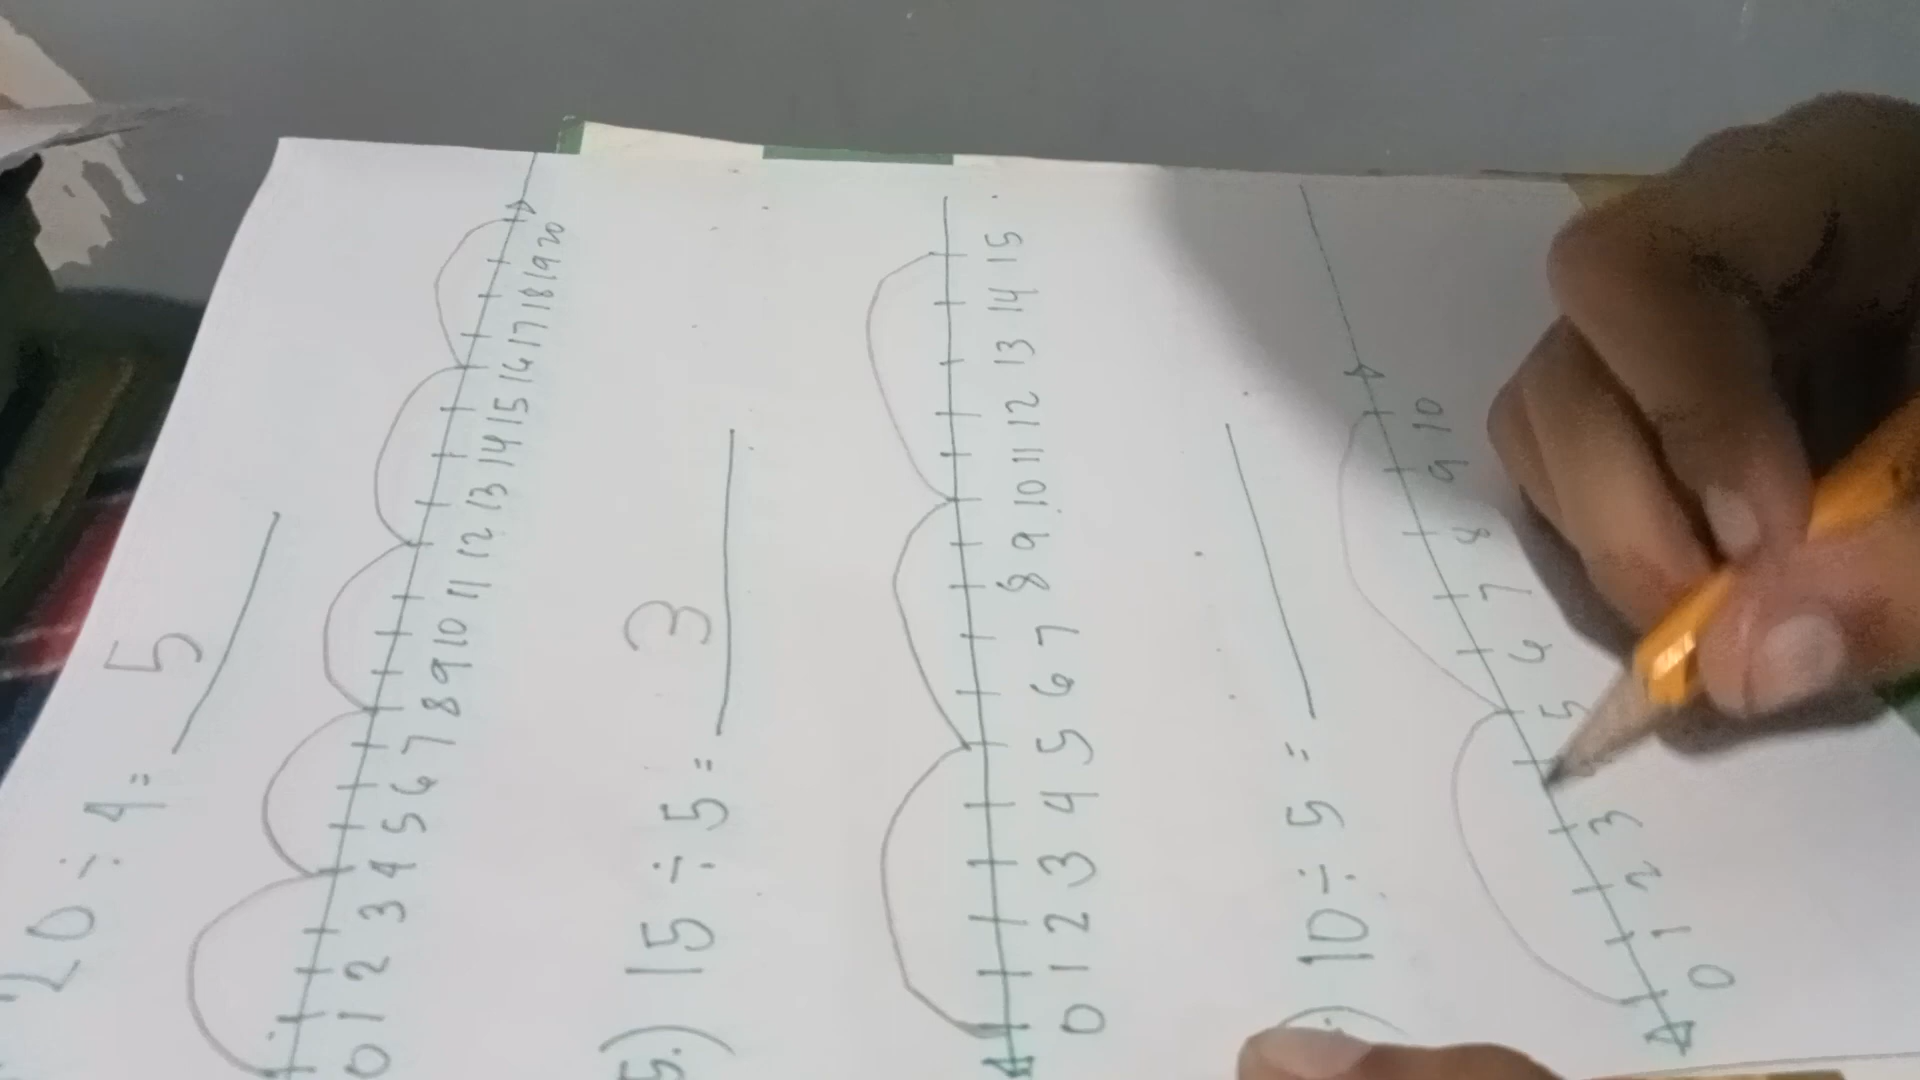 20 ÷ 4 = 5
0 1 2 3 4 5 6 7 8 9 10 11 12 13 14 15 16 17 18 19 20
5.) 15 ÷ 5 = 3
0 1 2 3 4 5 6 7 8 9 10 11 12 13 14 15
.) 10 ÷ 5 =
0 1 2 3 5 6 7 8 9 10